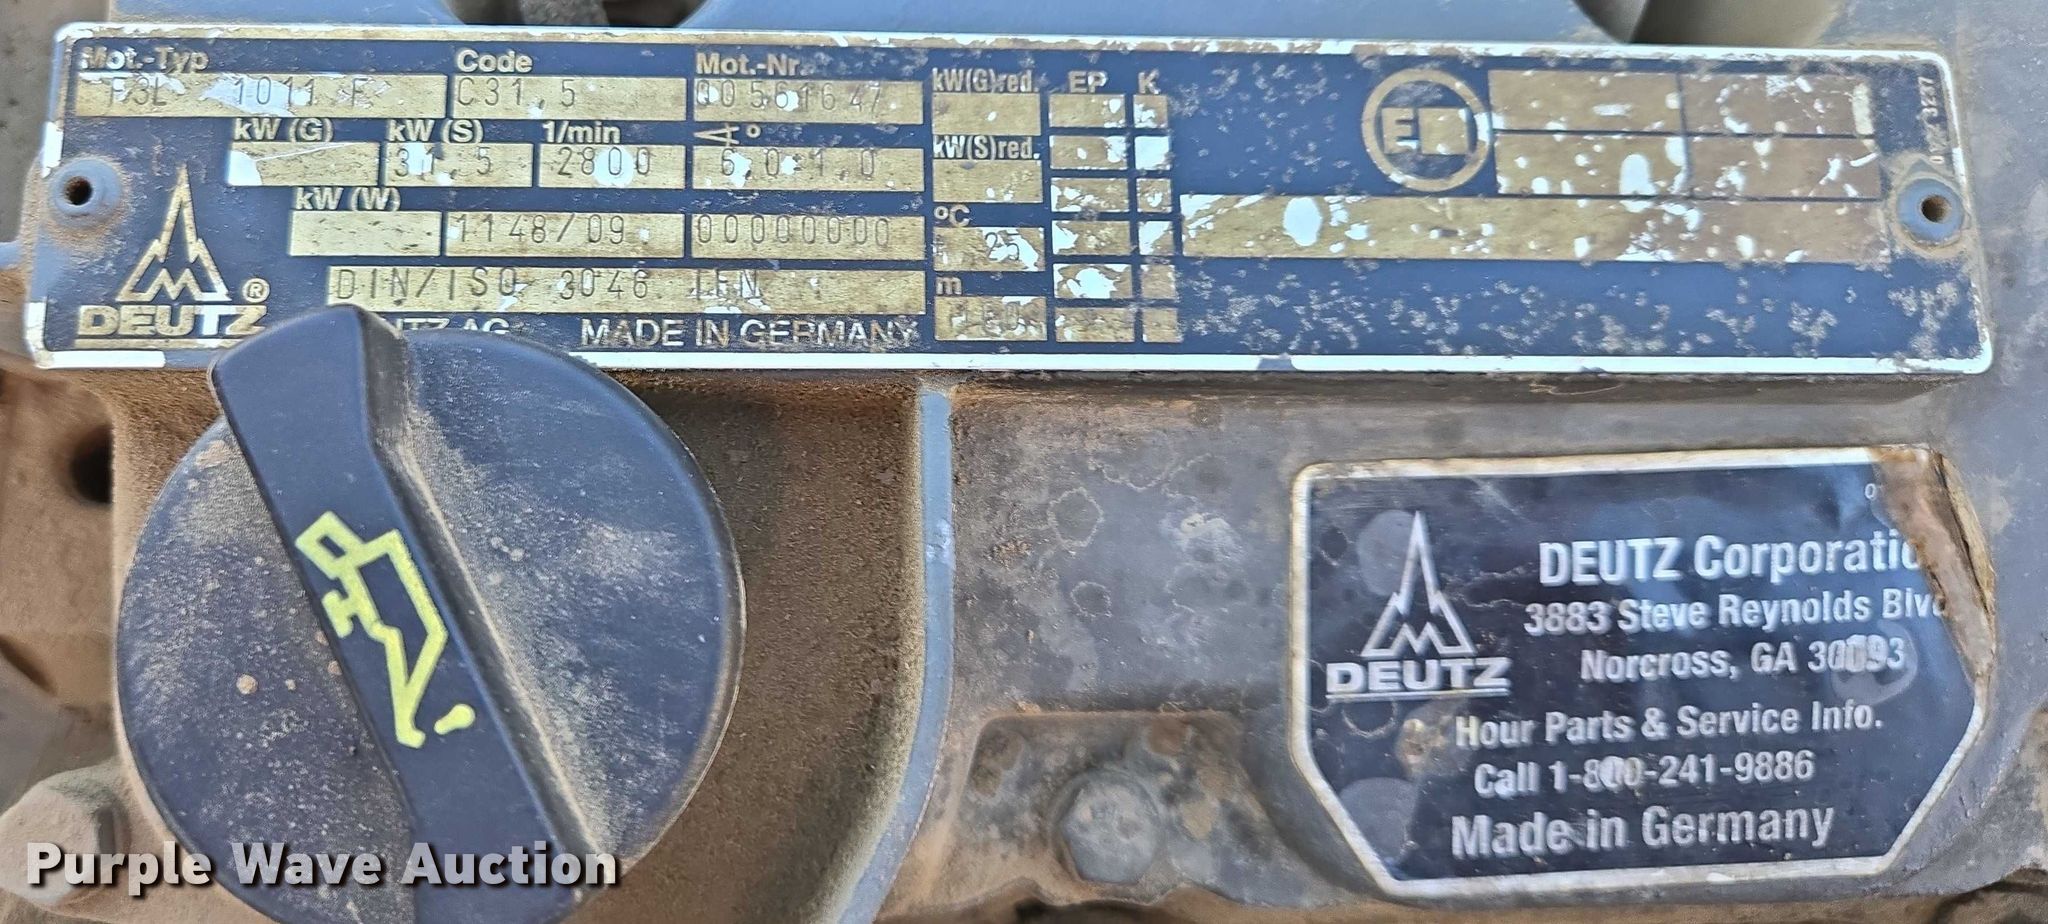 Mot.-Typ Code Mot.-Nr. kW(G)red. EP K
F3L 1011 F C31.5 00561647
kW (G) kW (S) 1/min °
31.5 2800 6.0-1.0 kW(S)red.
kW (W) °C
1148/09 00000000 25
DIN/ISO 3046 IFN m
DEUTZ ®
AG MADE IN GERMANY
DEUTZ Corporatio
3883 Steve Reynolds Blv
Norcross, GA 30093
DEUTZ
Hour Parts & Service Info.
Call 1-800-241-9886
Made in Germany
Purple Wave Auction